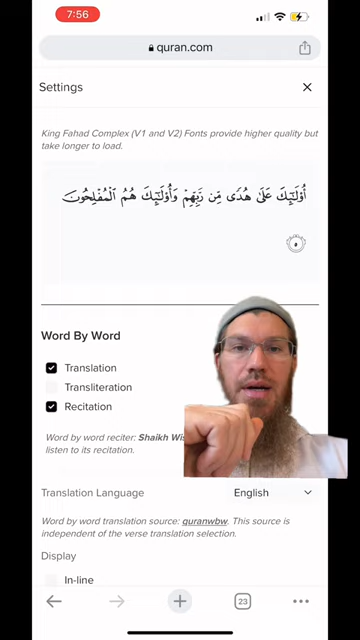 7:56
quran.com
Settings
King Fahad Complex (V1 and V2) Fonts provide higher quality but
take longer to load.
أُوْلَـٰٓئِكَ عَلَىٰ هُدًى مِّن رَّبِّهِمْ وَأُوْلَـٰٓئِكَ هُمُ ٱلْمُفْلِحُونَ
٥
Word By Word
Translation
Transliteration
Recitation
Word by word reciter: Shaikh
listen to its recitation.
Translation Language English
Word by word translation source: quranwbw. This source is
independent of the verse translation selection.
Display
In-line
23